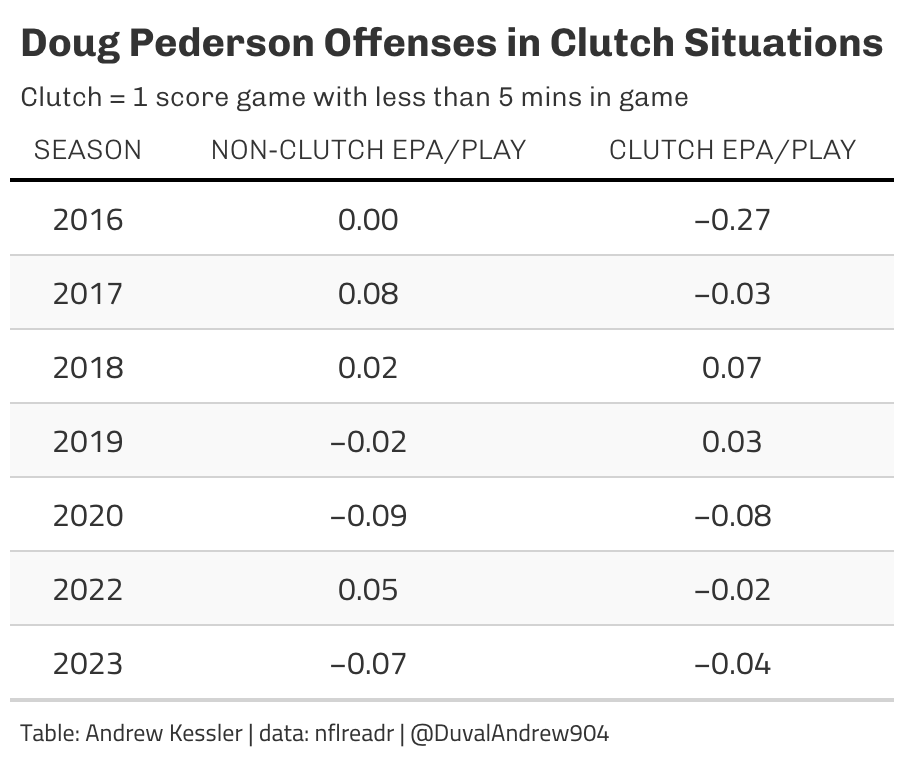 Doug Pederson Offenses in Clutch Situations
Clutch = 1 score game with less than 5 mins in game
SEASON NON-CLUTCH EPA/PLAY CLUTCH EPA/PLAY
2016 0.00 −0.27
2017 0.08 −0.03
2018 0.02 0.07
2019 −0.02 0.03
2020 −0.09 −0.08
2022 0.05 −0.02
2023 −0.07 −0.04
Table: Andrew Kessler | data: nflreadr | @DuvalAndrew904